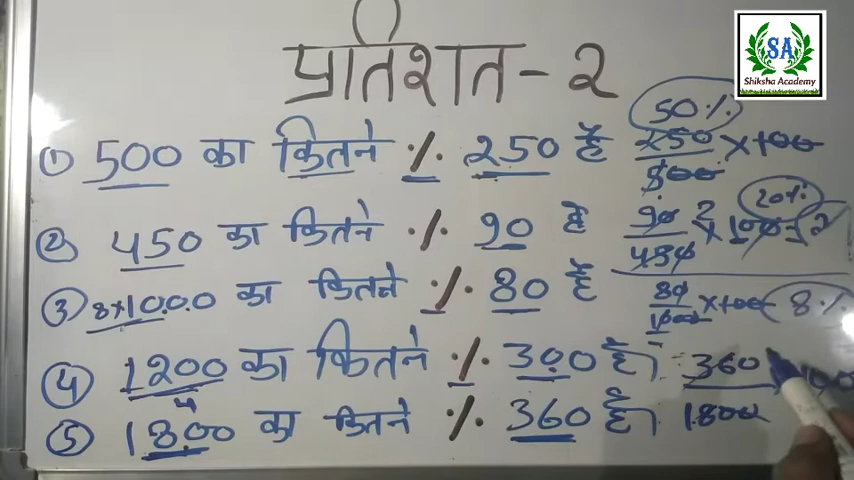 प्रतिशत - २
SA
Shiksha Academy
① 500 का कितने % 250 है 250 × 100 50%
500
② 450 का कितने % 90 है 90 2 × 100 20%
450
③ 1000 का कितने % 80 है 80 × 100 8%
1000
④ 1200 का कितने % 300 है।
⑤ 1800 का कितने % 360 है। 360
1800